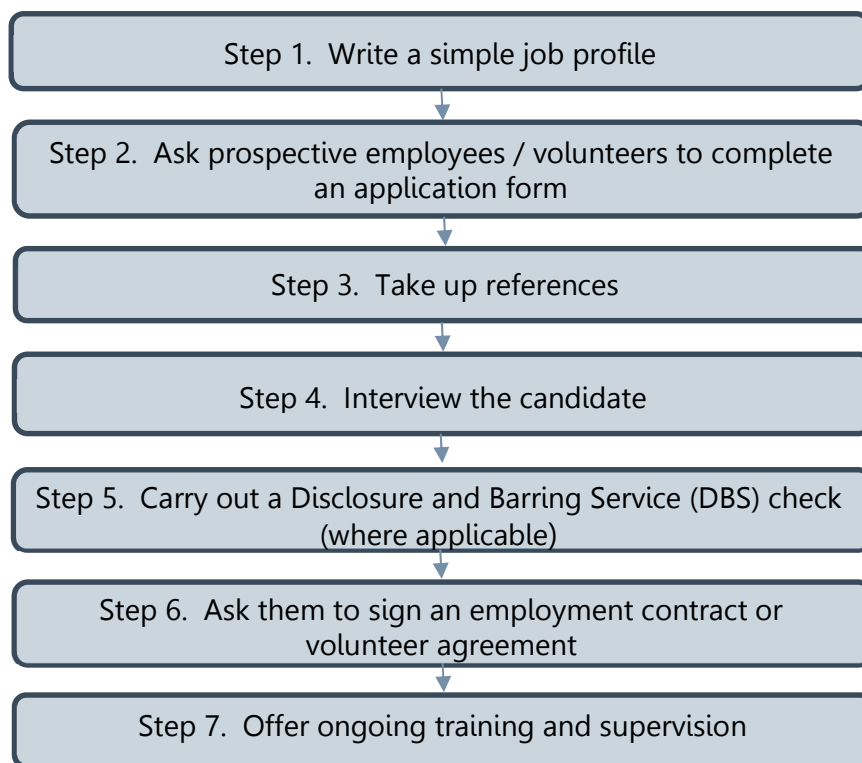 Step 1.  Write a simple job profile
Step 2.  Ask prospective employees / volunteers to complete
an application form
Step 3.  Take up references
Step 4.  Interview the candidate
Step 5.  Carry out a Disclosure and Barring Service (DBS) check
(where applicable)
Step 6.  Ask them to sign an employment contract or
volunteer agreement
Step 7.  Offer ongoing training and supervision